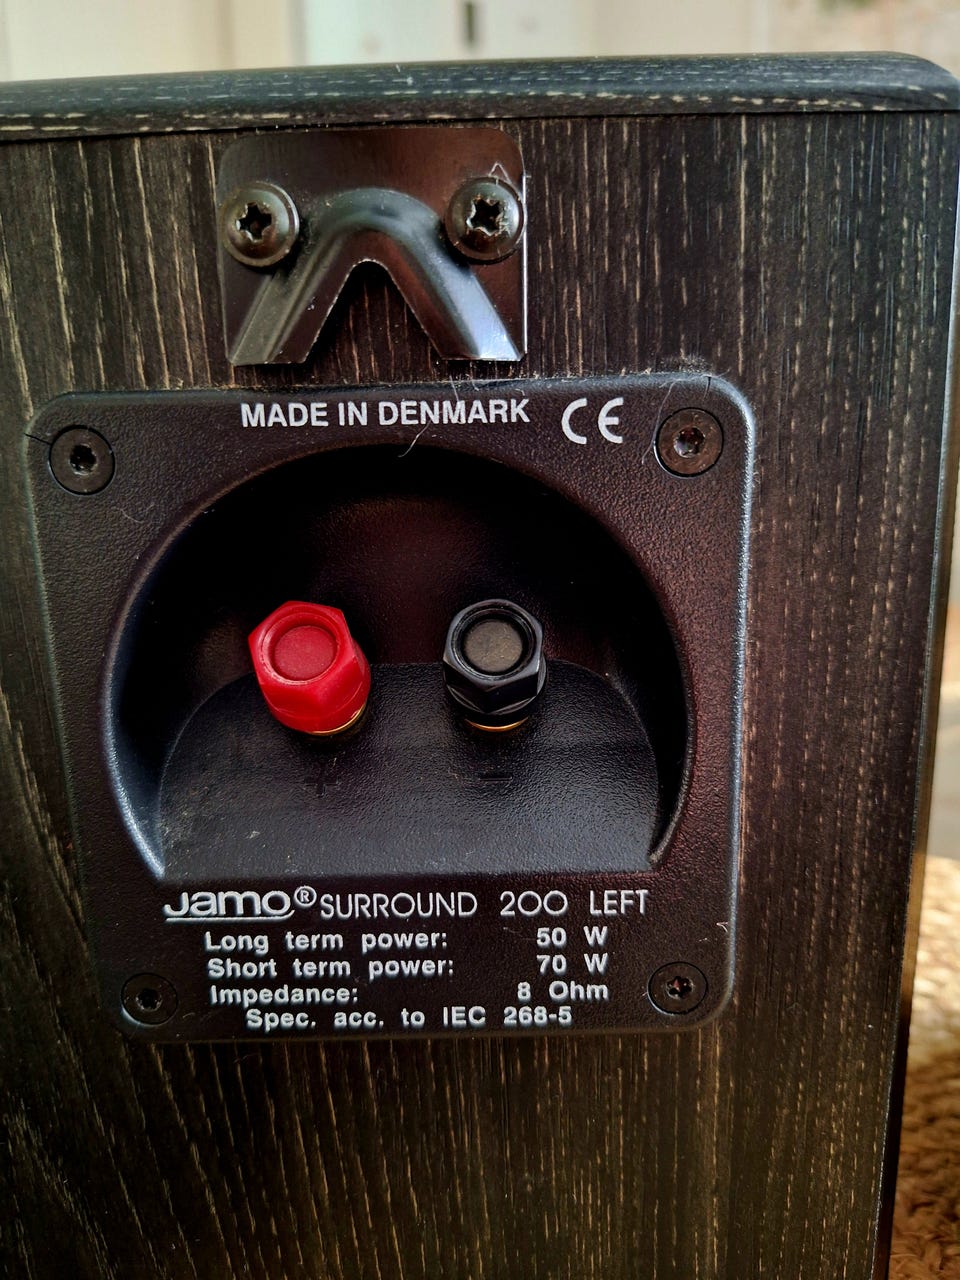 MADE IN DENMARK CE
+ -
Jamo® SURROUND 200 LEFT
Long term power: 50 W
Short term power: 70 W
Impedance: 8 Ohm
Spec. acc. to IEC 268-5